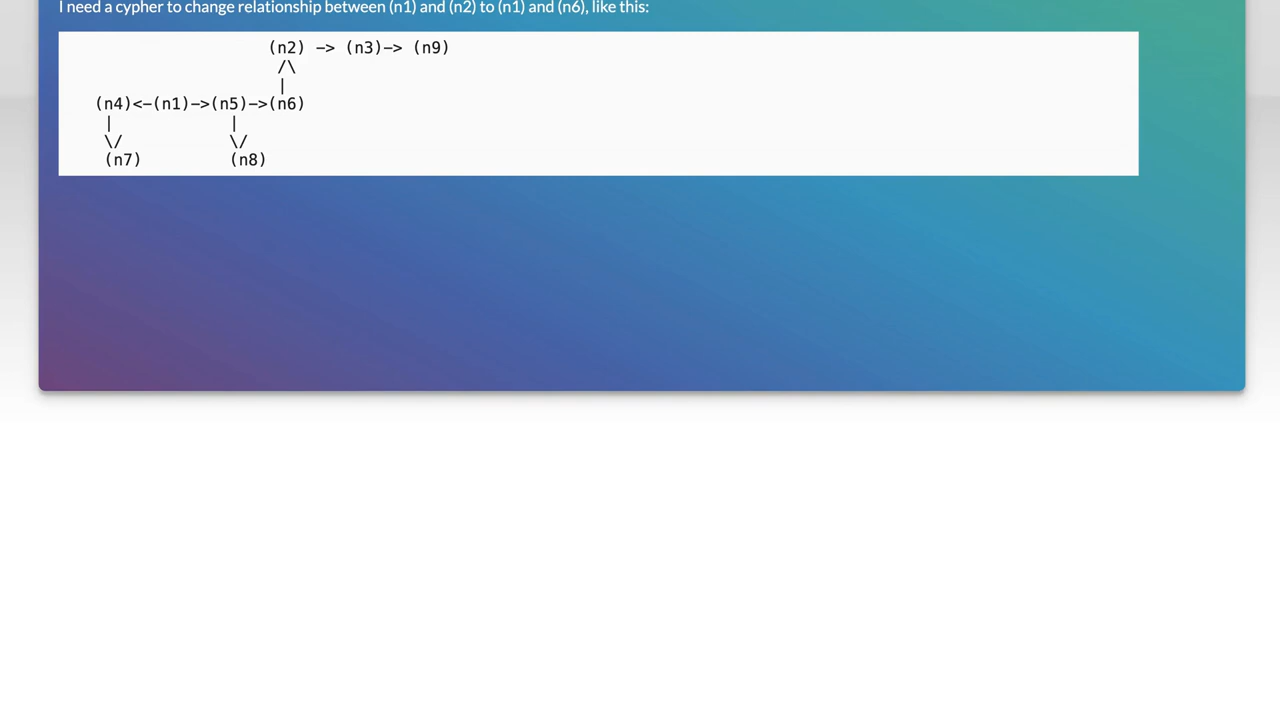 I need a cypher to change relationship between (n1) and (n2) to (n1) and (n6), like this:
(n2) -> (n3)-> (n9)
/\
|
(n4)<-(n1)->(n5)->(n6)
| |
\/ \/
(n7) (n8)